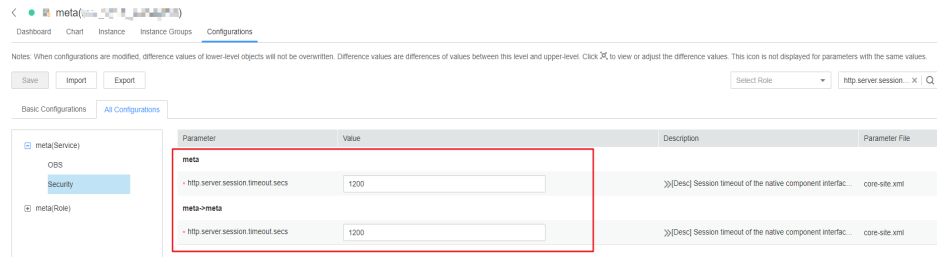 meta(
)
Dashboard Chart Instance Instance Groups Configurations
Notes: When configurations are modified, difference values of lower-level objects will not be overwritten. Difference values are differences of values between this level and upper-level. Click to view or adjust the difference values. This icon is not displayed for parameters with the same values.
Save Import Export Select Role http.server.session... ×
Basic Configurations All Configurations
Parameter Value Description Parameter File
meta(Service)
meta
OBS
Security
* http.server.session.timeout.secs 1200 [Desc] Session timeout of the native component interfac... core-site.xml
meta(Role)
meta->meta
* http.server.session.timeout.secs 1200 [Desc] Session timeout of the native component interfac... core-site.xml